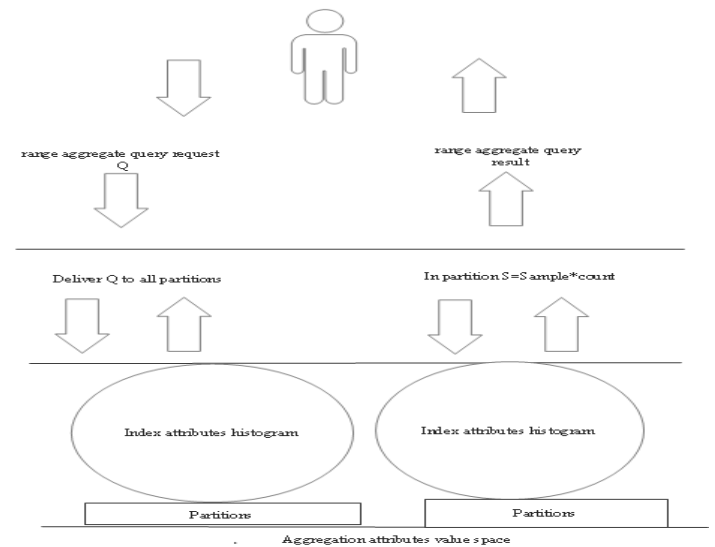 range aggregate query request
Q
range aggregate query
result
Deliver Q to all partitions
In partition S=Sample*count
Index attributes histogram
Index attributes histogram
Partitions
Partitions
Aggregation attributes value space